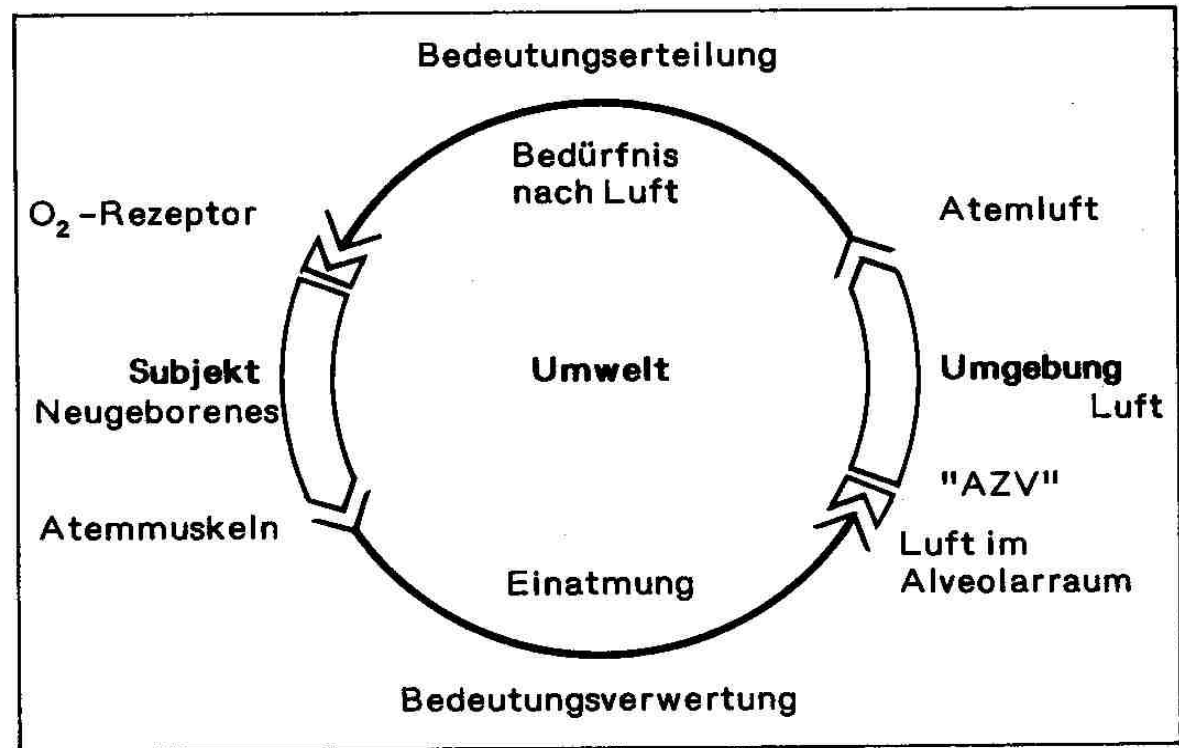 Bedeutungserteilung
Bedürfnis
nach Luft
O₂-Rezeptor
Atemluft
Subjekt
Neugeborenes
Umwelt
Umgebung
Luft
"AZV"
Atemmuskeln
Luft im
Alveolarraum
Einatmung
Bedeutungsverwertung